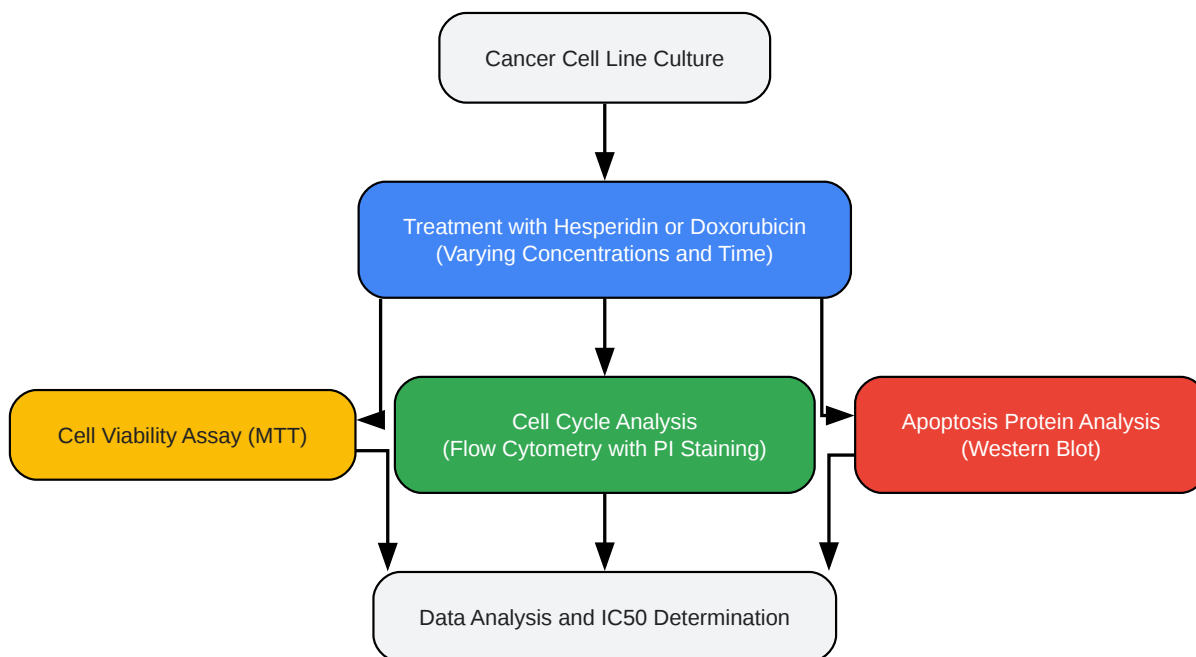 Cancer Cell Line Culture
Treatment with Hesperidin or Doxorubicin
(Varying Concentrations and Time)
Cell Viability Assay (MTT)
Cell Cycle Analysis
(Flow Cytometry with PI Staining)
Apoptosis Protein Analysis
(Western Blot)
Data Analysis and IC50 Determination